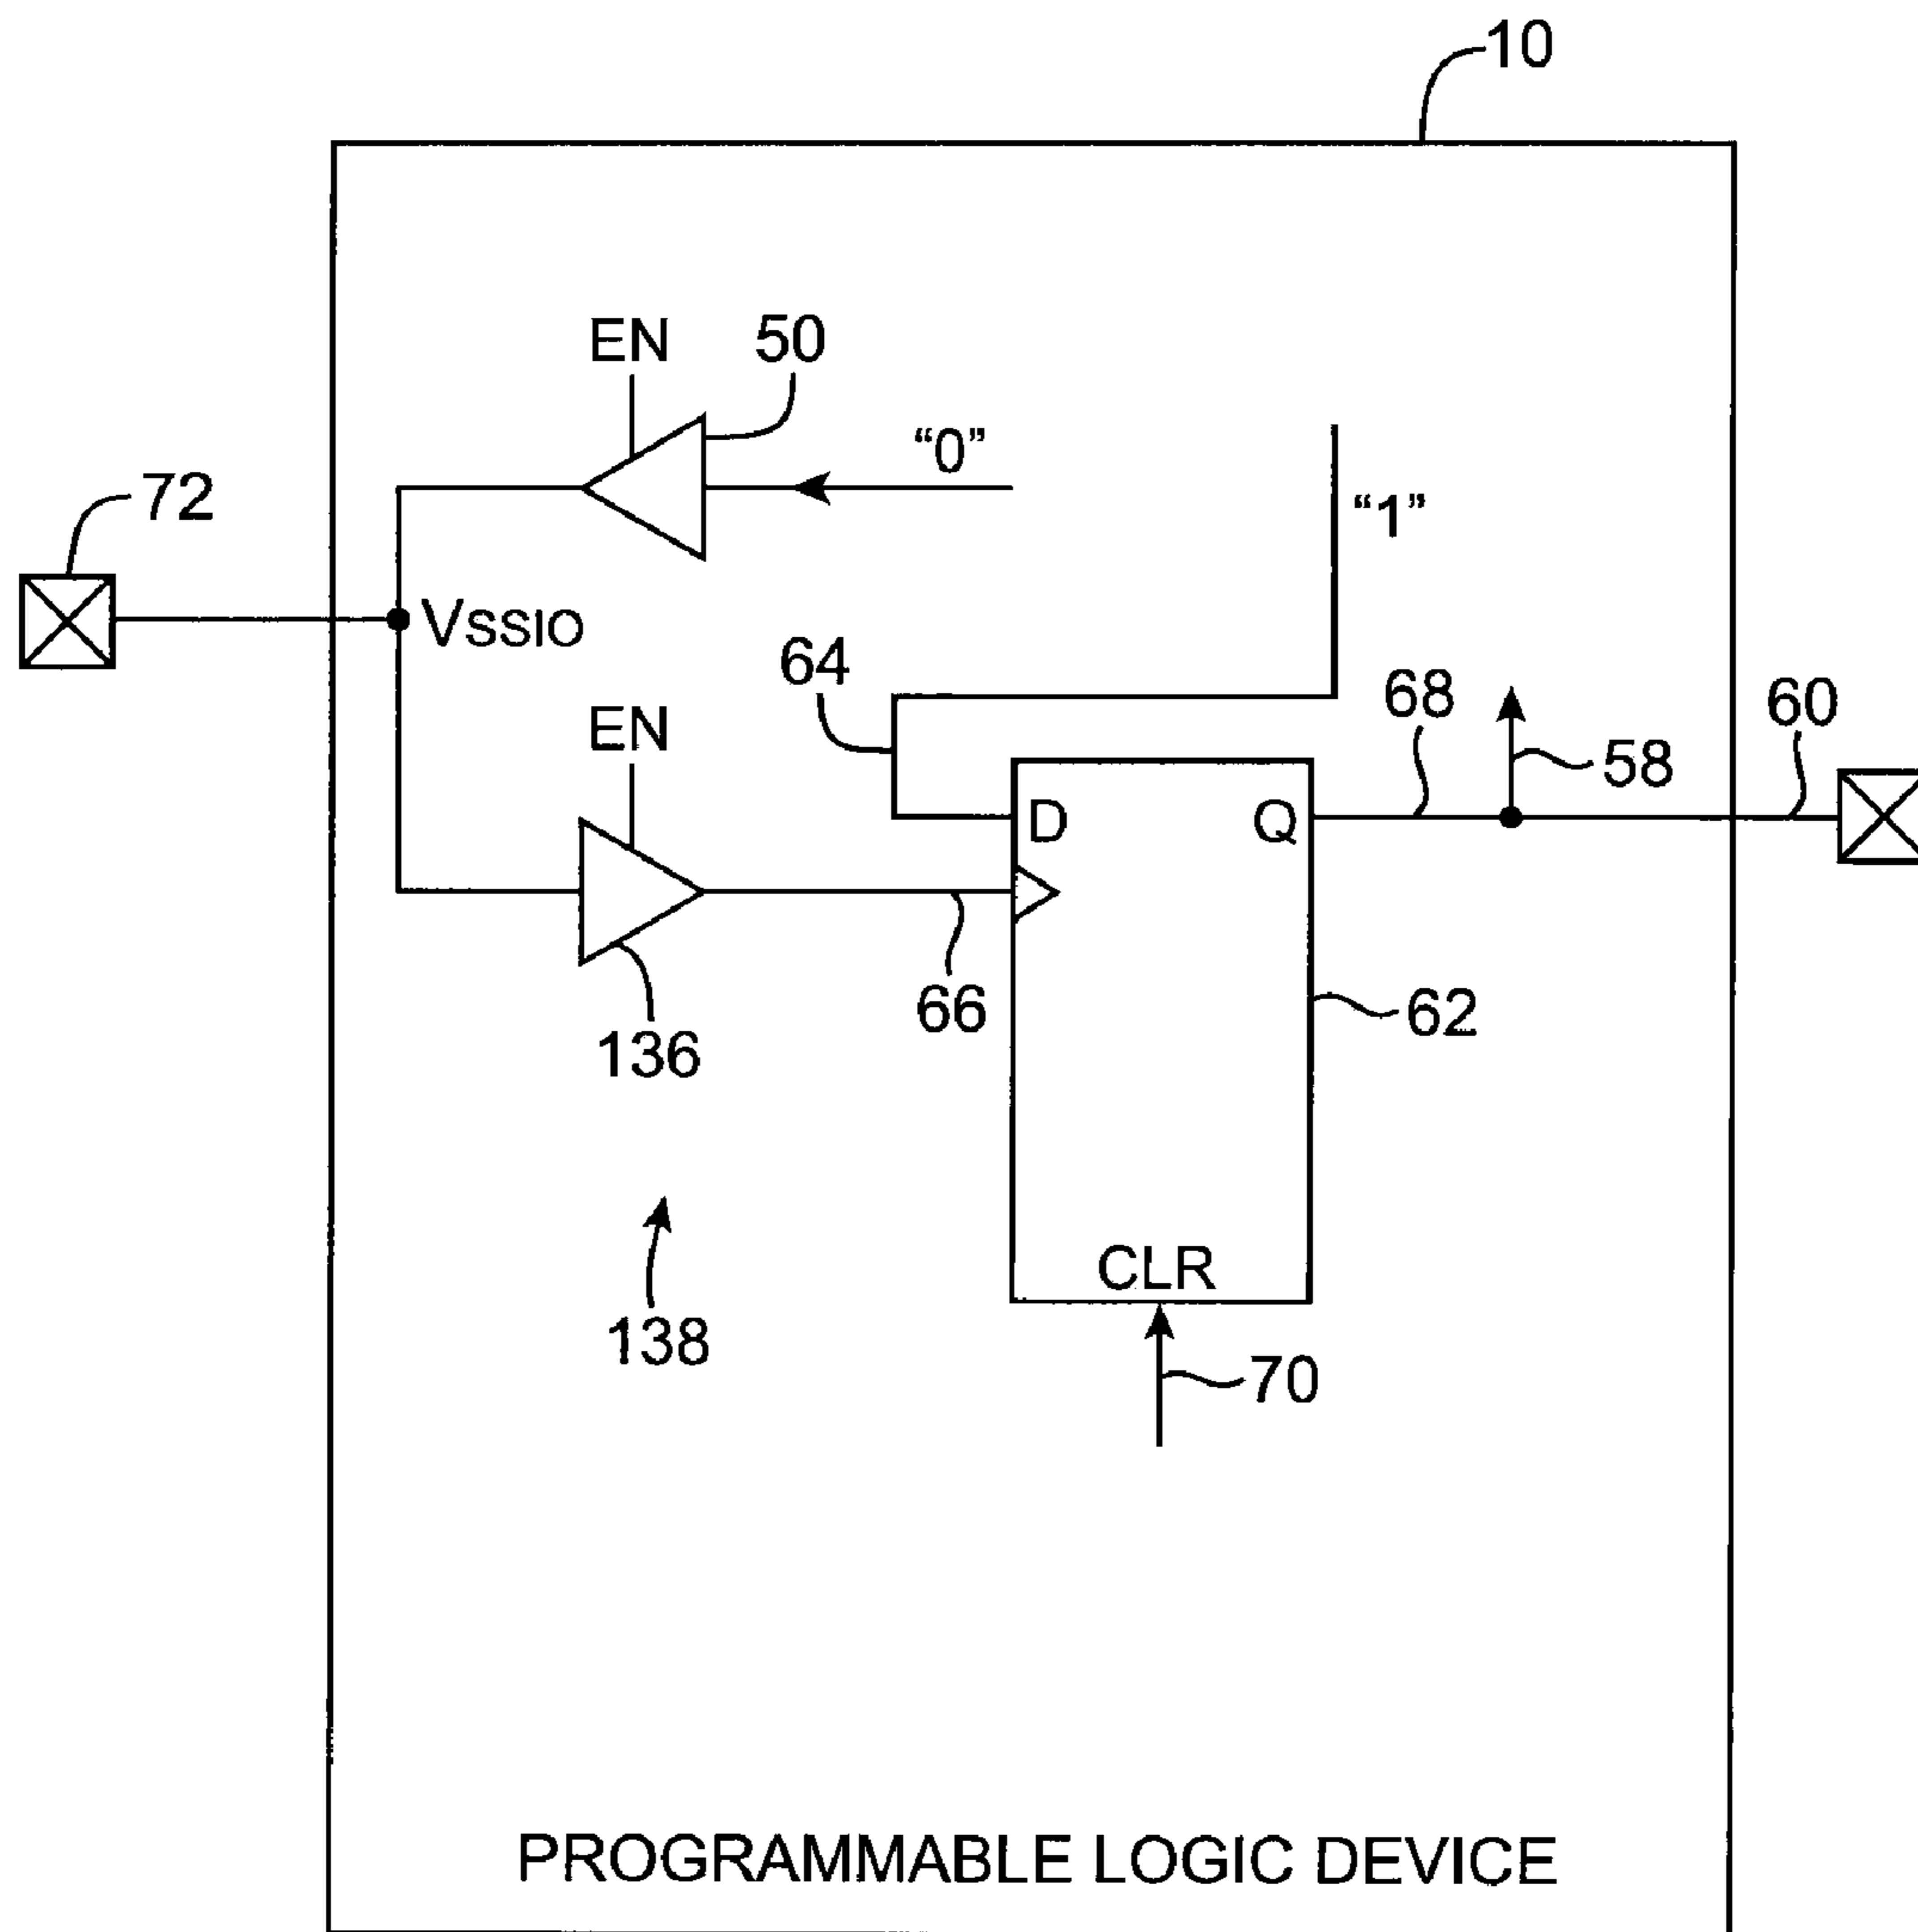 10
EN
50
"0"
72
"1"
VSSIO
64
68
60
EN
58
D
Q
66
62
136
CLR
138
70
PROGRAMMABLE LOGIC DEVICE